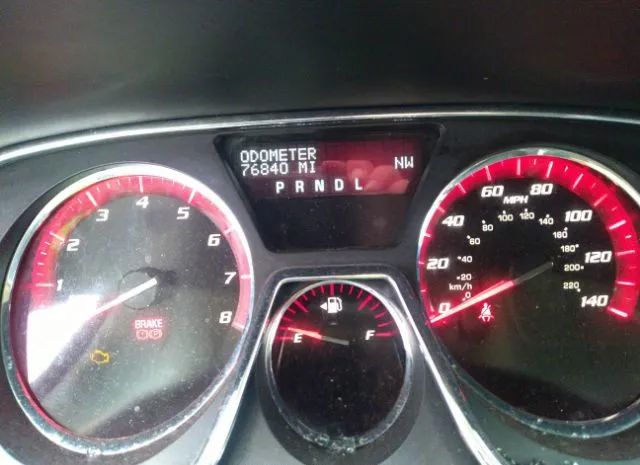 ODOMETER
76840 MI
NW
P R N D L
1 2 3 4 5 6 7 8
BRAKE
E F
MPH
0 20 40 60 80 100 120 140
km/h
0 20 40 60 80 100 120 140 160 180 200 220